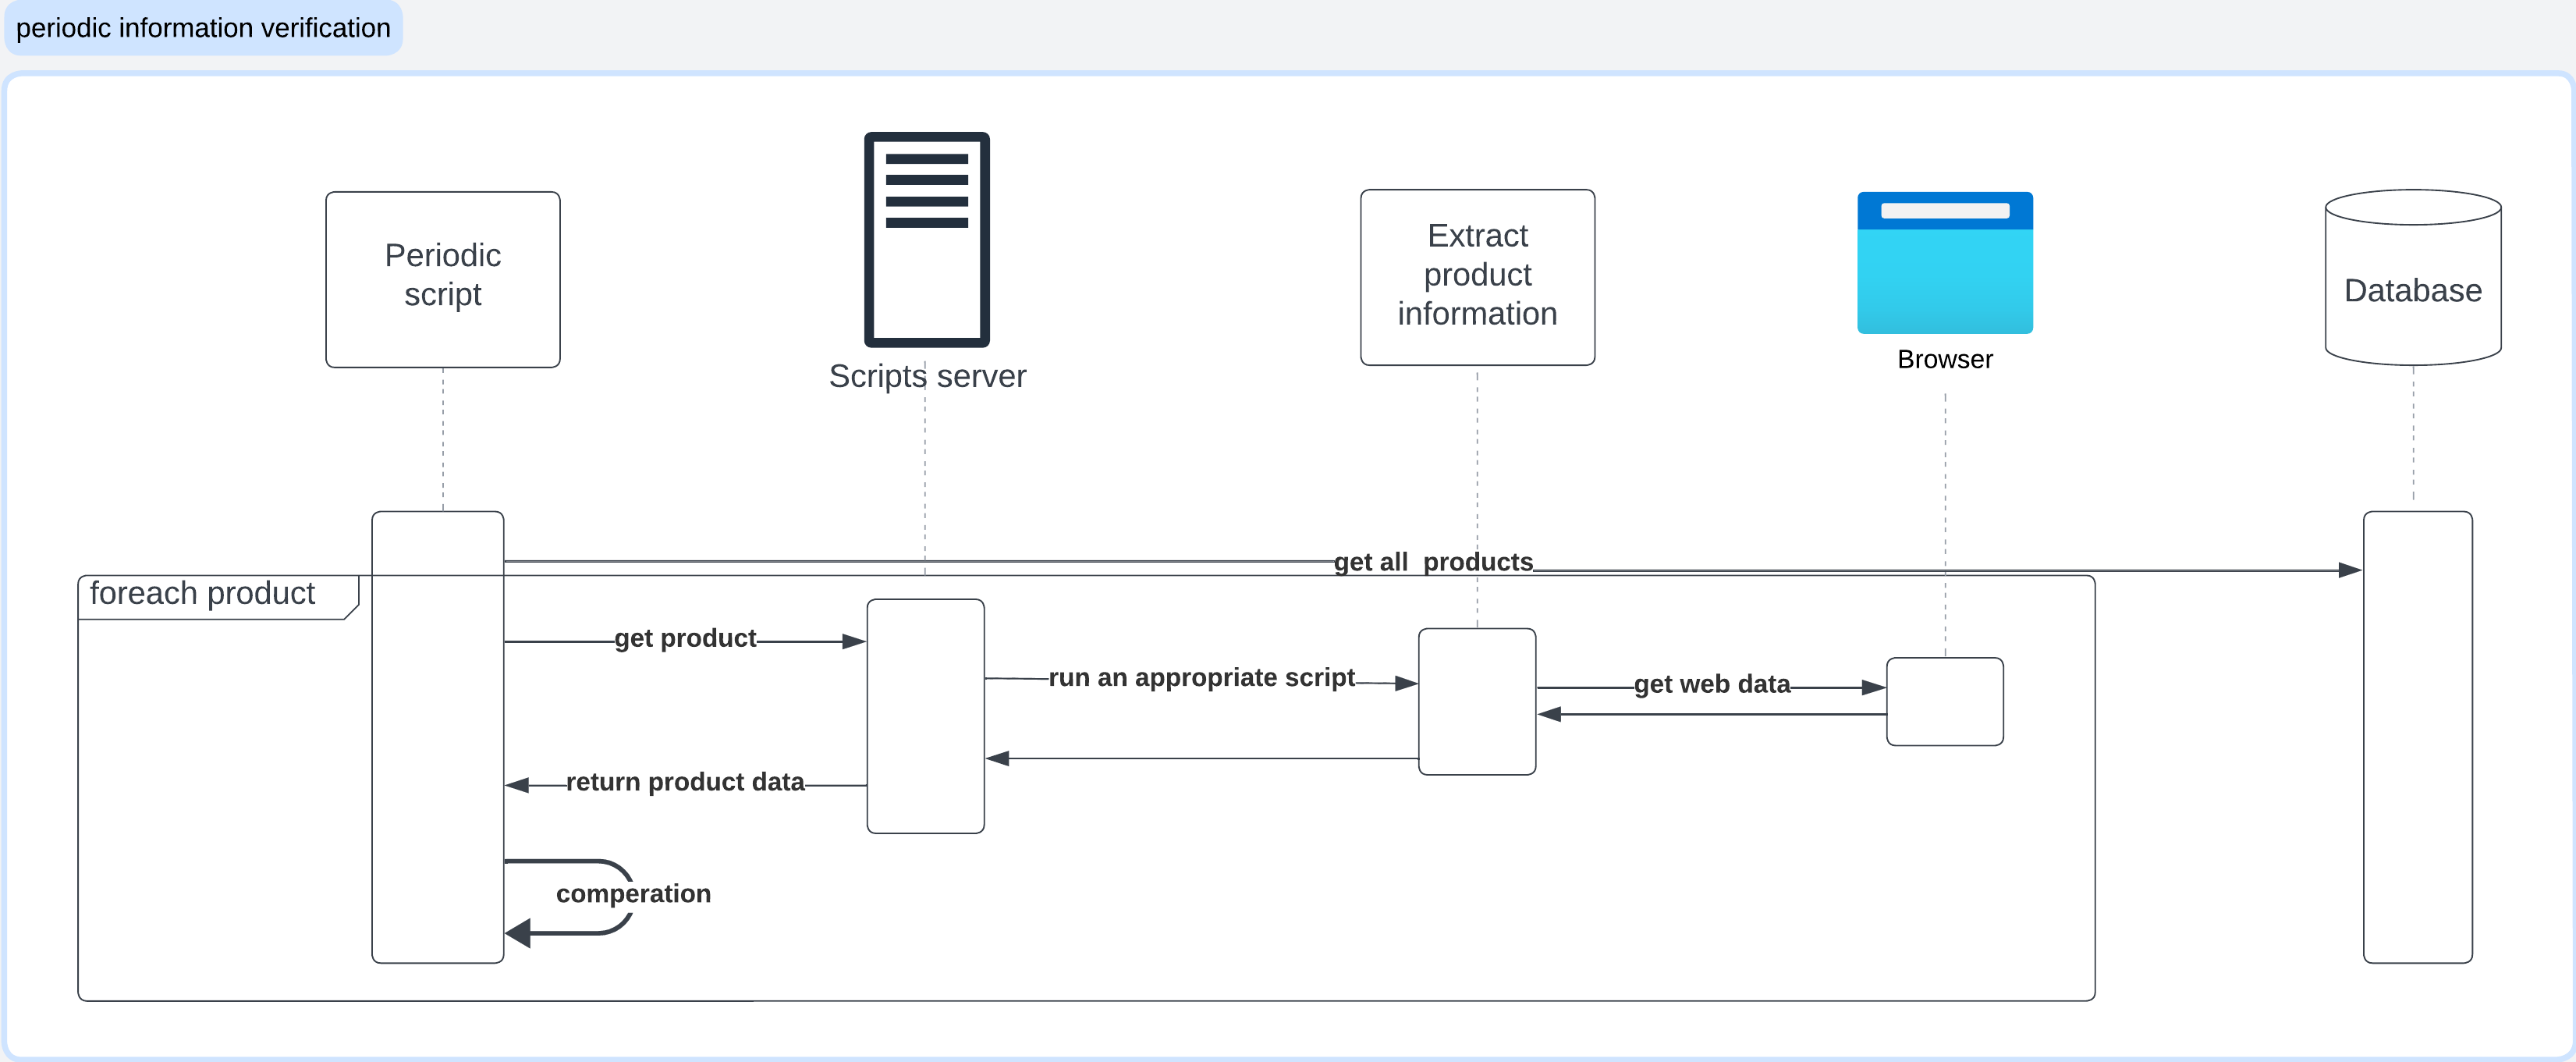 periodic information verification
Periodic
script
Scripts server
Extract
product
information
Browser
Database
get all  products
foreach product
get product
run an appropriate script
get web data
return product data
comperation